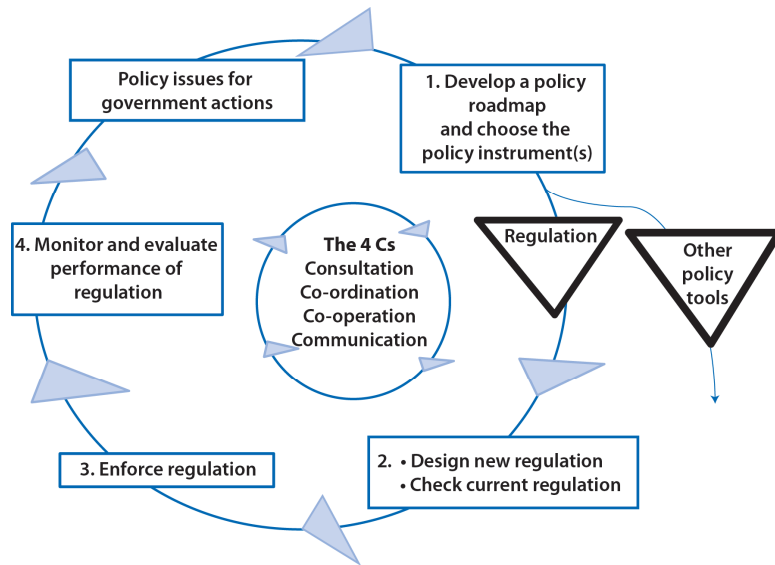 Policy issues for
government actions
1. Develop a policy
roadmap
and choose the
policy instrument(s)
Regulation
Other
policy
tools
4. Monitor and evaluate
performance of
regulation
The 4 Cs
Consultation
Co-ordination
Co-operation
Communication
3. Enforce regulation
2. • Design new regulation
• Check current regulation